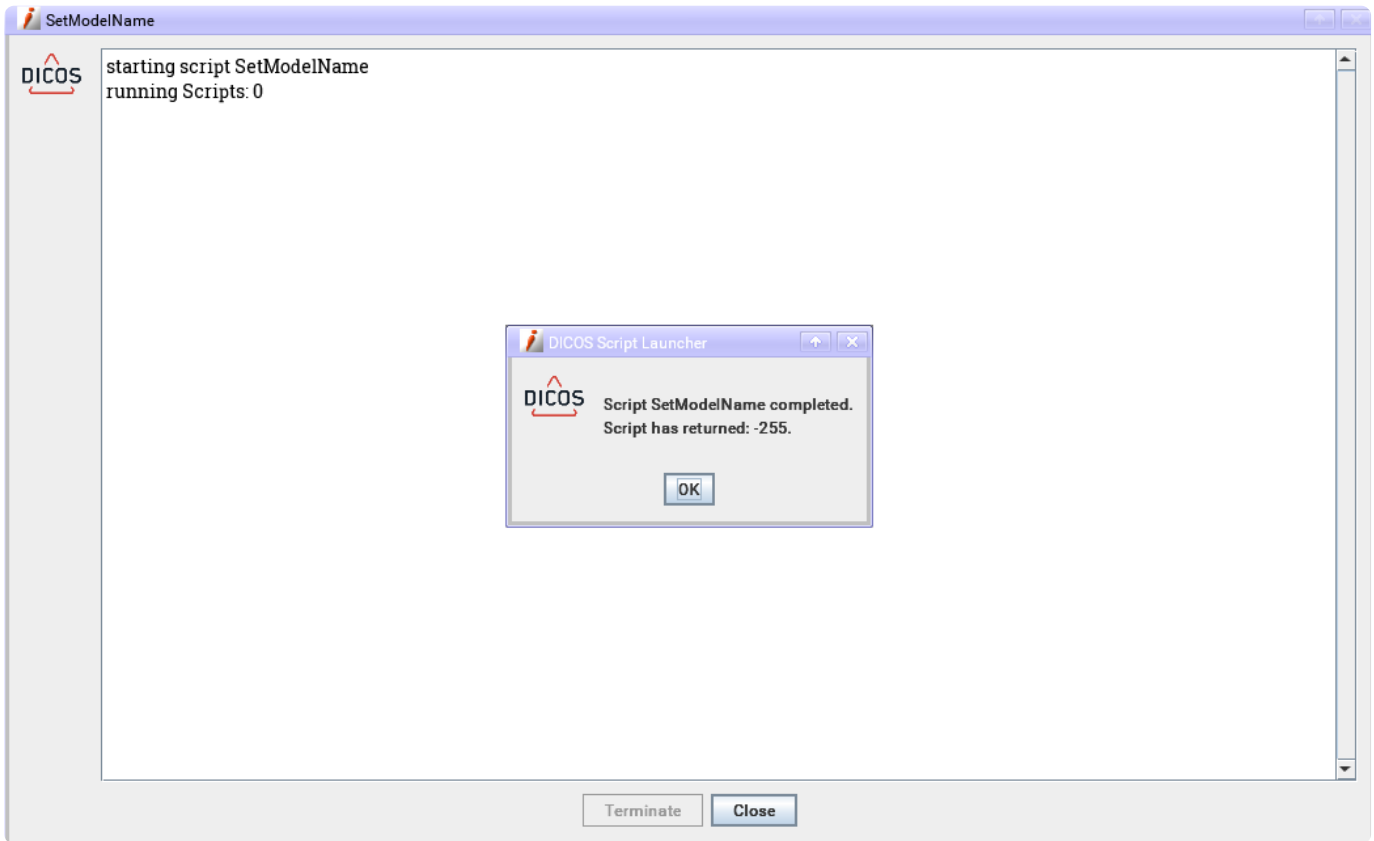 SetModelName
DICOS
starting script SetModelName
running Scripts: 0
DICOS Script Launcher
DICOS
Script SetModelName completed.
Script has returned: -255.
OK
Terminate
Close